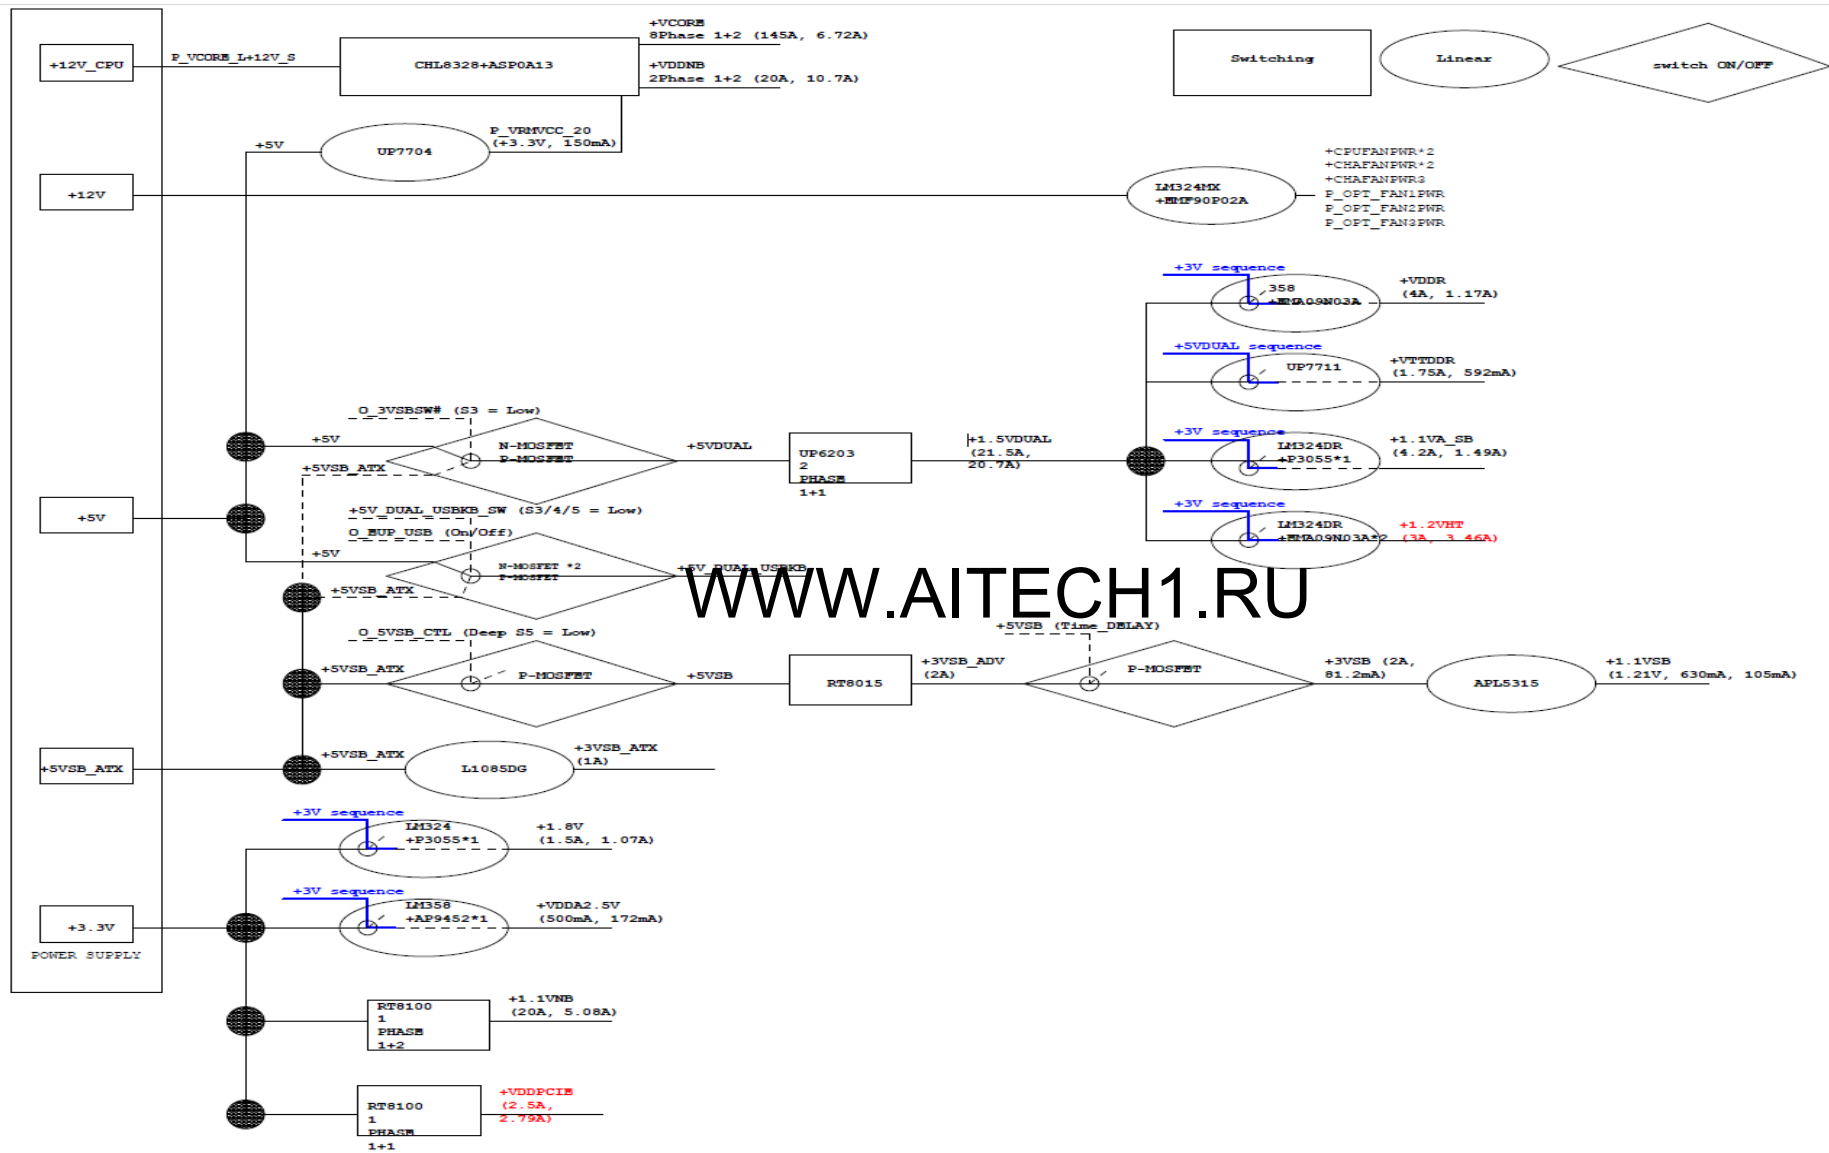 +12V_CPU
P_VCORE_L+12V_S
CHL8328+ASP0A13
+VCORE
8Phase 1+2 (145A, 6.72A)
+VDDNB
2Phase 1+2 (20A, 10.7A)
Switching
Linear
switch ON/OFF
+5V
UP7704
P_VRMVCC_20
(+3.3V, 150mA)
+12V
LM324MX
+CPUFANPWR*2
+CHAFANPWR*2
+CHAFANPWR3
P_OPT_FAN1PWR
P_OPT_FAN2PWR
P_OPT_FAN3PWR
+3V sequence
358
+VDDR
(4A, 1.17A)
+5VDUAL sequence
UP7711
+VTTDDR
(1.75A, 592mA)
O_3VSBSW# (S3 = Low)
+5V
N-MOSFET
P-MOSFET
+5VSB_ATX
+5VDUAL
UP6203
2
PHASE
1+1
+1.5VDUAL
(21.5A,
20.7A)
+3V sequence
LM324DR
+P3055*1
+1.1VA_SB
(4.2A, 1.49A)
+5V
+5V_DUAL_USBKB_SW (S3/4/5 = Low)
O_EUP_USB (On/Off)
+5V
N-MOSFET *2
P-MOSFET
+5VSB_ATX
+5V_DUAL_USBKB
+3V sequence
LM324DR
+1.2VHT
(3A, 3.46A)
WWW.AITECH1.RU
O_5VSB_CTL (Deep S5 = Low)
+5VSB_ATX
P-MOSFET
+5VSB
RT8015
+3VSB_ADV
(2A)
+5VSB (Time_DELAY)
P-MOSFET
+3VSB (2A,
81.2mA)
APL5315
+1.1VSB
(1.21V, 630mA, 105mA)
+5VSB_ATX
+5VSB_ATX
L1085DG
+3VSB_ATX
(1A)
+3V sequence
LM324
+P3055*1
+1.8V
(1.5A, 1.07A)
+3V sequence
LM358
+AP9452*1
+VDDA2.5V
(500mA, 172mA)
+3.3V
POWER SUPPLY
RT8100
1
PHASE
1+2
+1.1VNB
(20A, 5.08A)
RT8100
1
PHASE
1+1
+VDDPCIE
(2.5A,
2.79A)